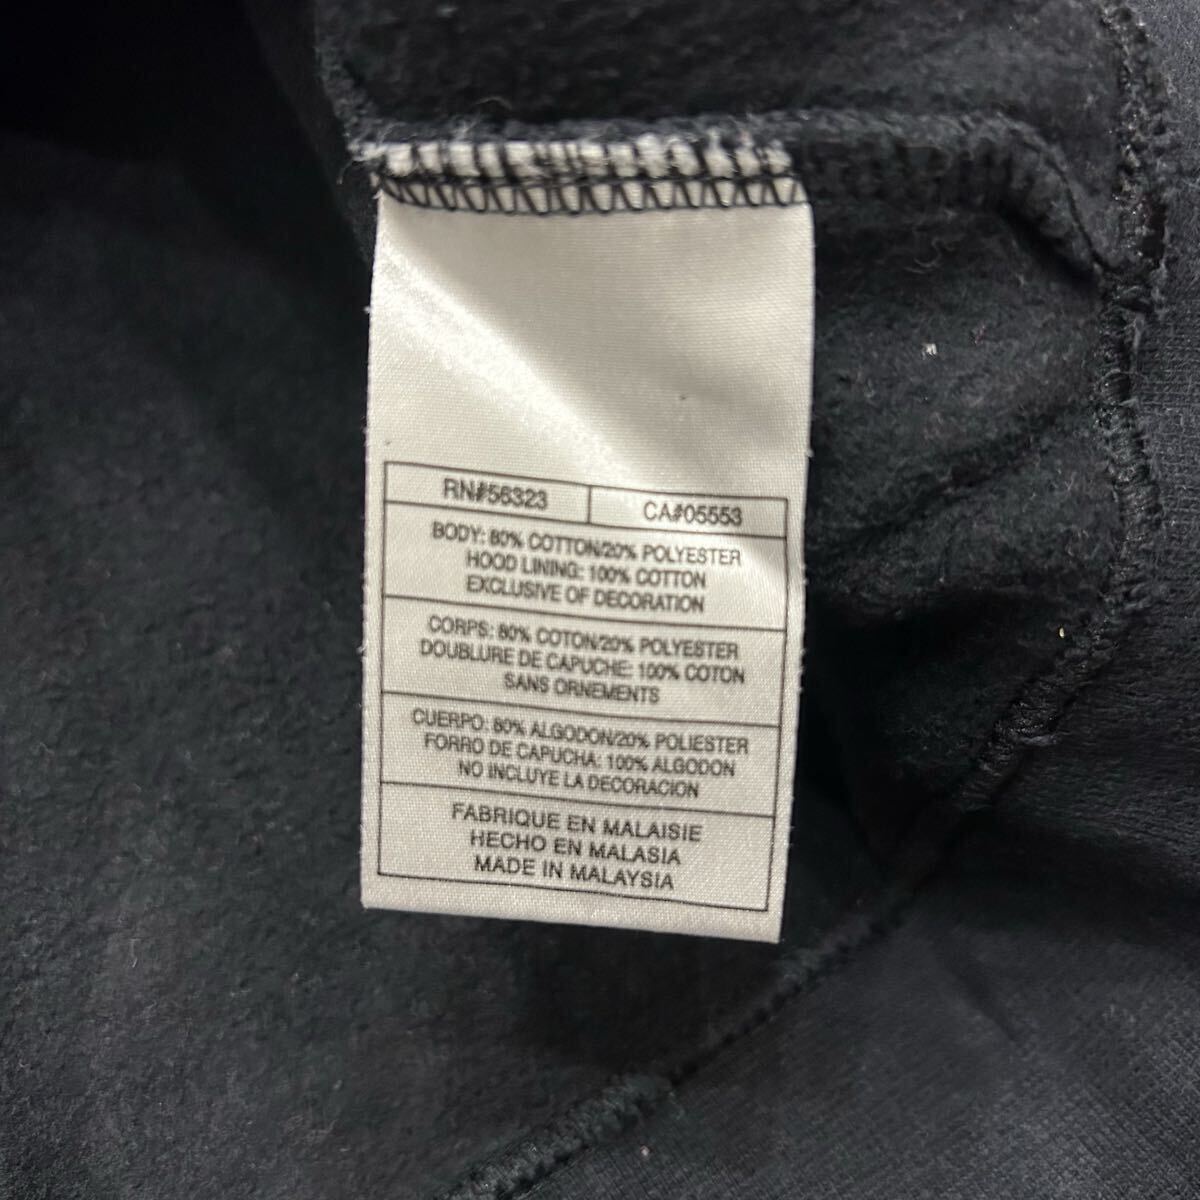 RN#56323 CA#05553
BODY: 80% COTTON/20% POLYESTER
HOOD LINING: 100% COTTON
EXCLUSIVE OF DECORATION
CORPS: 80% COTON/20% POLYESTER
DOUBLURE DE CAPUCHE: 100% COTON
SANS ORNEMENTS
CUERPO: 80% ALGODON/20% POLIESTER
FORRO DE CAPUCHA: 100% ALGODON
NO INCLUYE LA DECORACION
FABRIQUE EN MALAISIE
HECHO EN MALASIA
MADE IN MALAYSIA